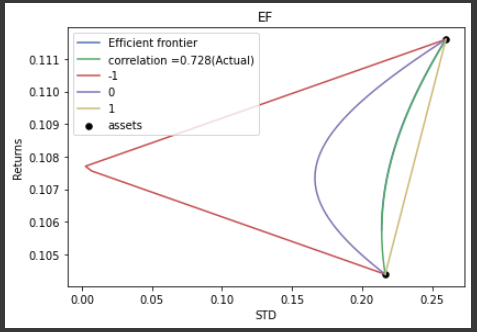 EF
Efficient frontier
correlation =0.728(Actual)
-1
0
1
assets
Returns
0.111
0.110
0.109
0.108
0.107
0.106
0.105
0.00 0.05 0.10 0.15 0.20 0.25
STD